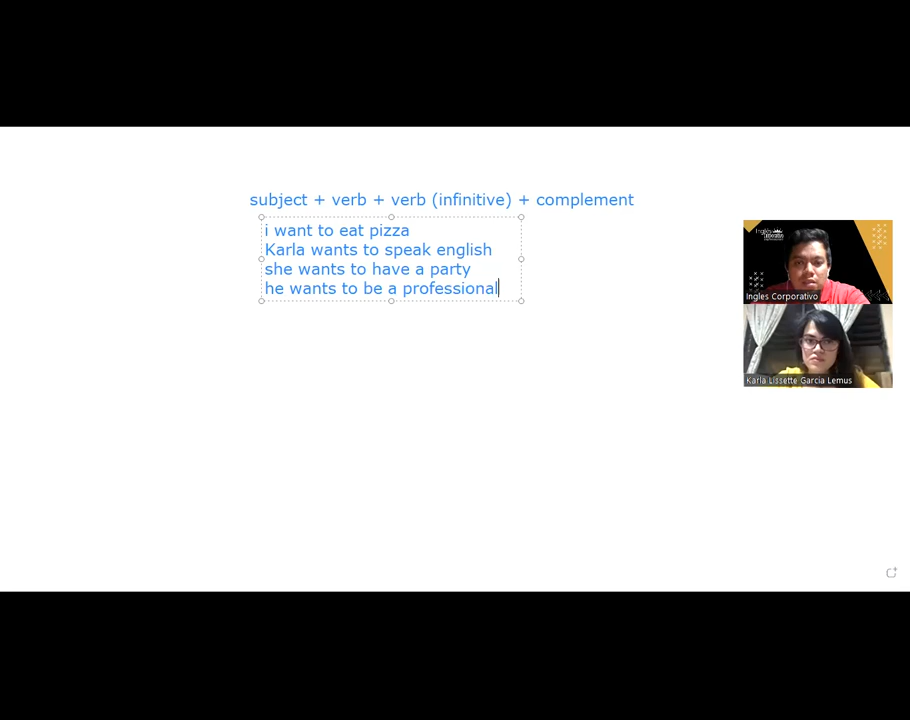 subject + verb + verb (infinitive) + complement
i want to eat pizza
Karla wants to speak english
she wants to have a party
he wants to be a professional
Ingles Corporativo
Karla Lissette Garcia Lemus